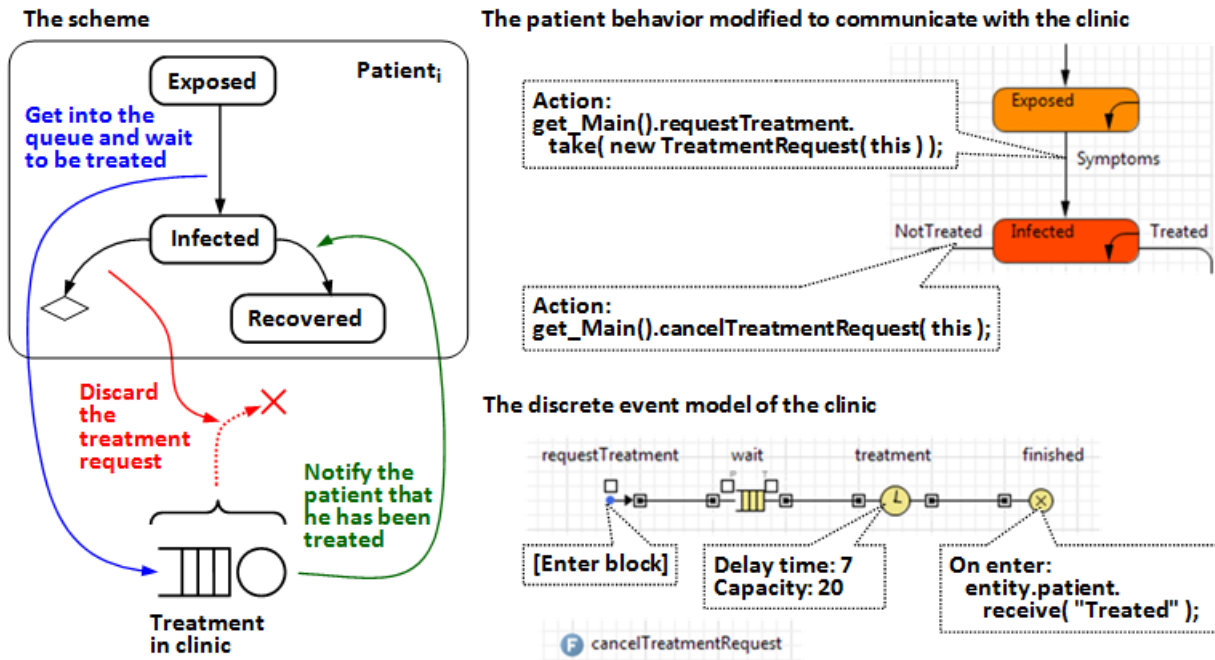 The scheme
Patienti
Exposed
Get into the
queue and wait
to be treated
Infected
Recovered
Discard
the
treatment
request
Notify the
patient that
he has been
treated
Treatment
in clinic
The patient behavior modified to communicate with the clinic
Action:
get_Main().requestTreatment.
take( new TreatmentRequest( this ) );
Exposed
Symptoms
NotTreated
Infected
Treated
Action:
get_Main().cancelTreatmentRequest( this );
The discrete event model of the clinic
requestTreatment
wait
treatment
finished
P
T
[Enter block]
Delay time: 7
Capacity: 20
On enter:
entity.patient.
receive( "Treated" );
F
cancelTreatmentRequest